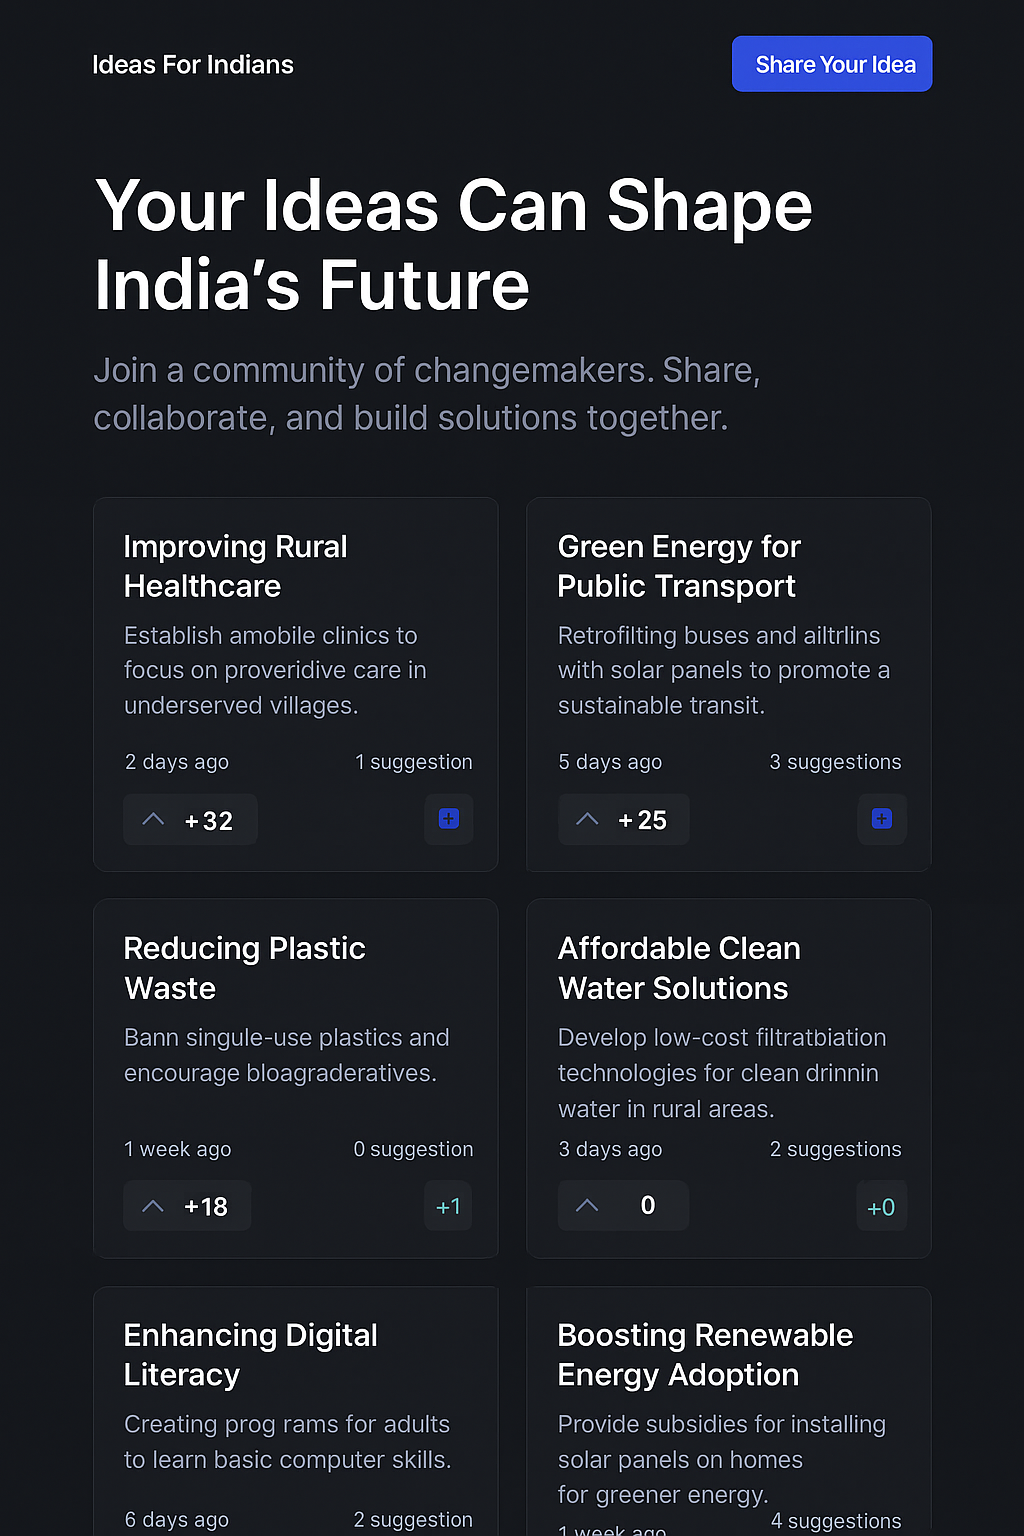 Ideas For Indians
Share Your Idea
Your Ideas Can Shape
India’s Future
Join a community of changemakers. Share,
collaborate, and build solutions together.
Improving Rural
Healthcare
Establish amobile clinics to
focus on proveridive care in
underserved villages.
2 days ago
1 suggestion
+32
Green Energy for
Public Transport
Retrofilting buses and ailtrlins
with solar panels to promote a
sustainable transit.
5 days ago
3 suggestions
+25
Reducing Plastic
Waste
Bann singule-use plastics and
encourage bloagraderatives.
1 week ago
0 suggestion
+18
+1
Affordable Clean
Water Solutions
Develop low-cost filtratbiation
technologies for clean drinnin
water in rural areas.
3 days ago
2 suggestions
0
+0
Enhancing Digital
Literacy
Creating prog rams for adults
to learn basic computer skills.
6 days ago
2 suggestion
Boosting Renewable
Energy Adoption
Provide subsidies for installing
solar panels on homes
for greener energy.
1 week ago
4 suggestions